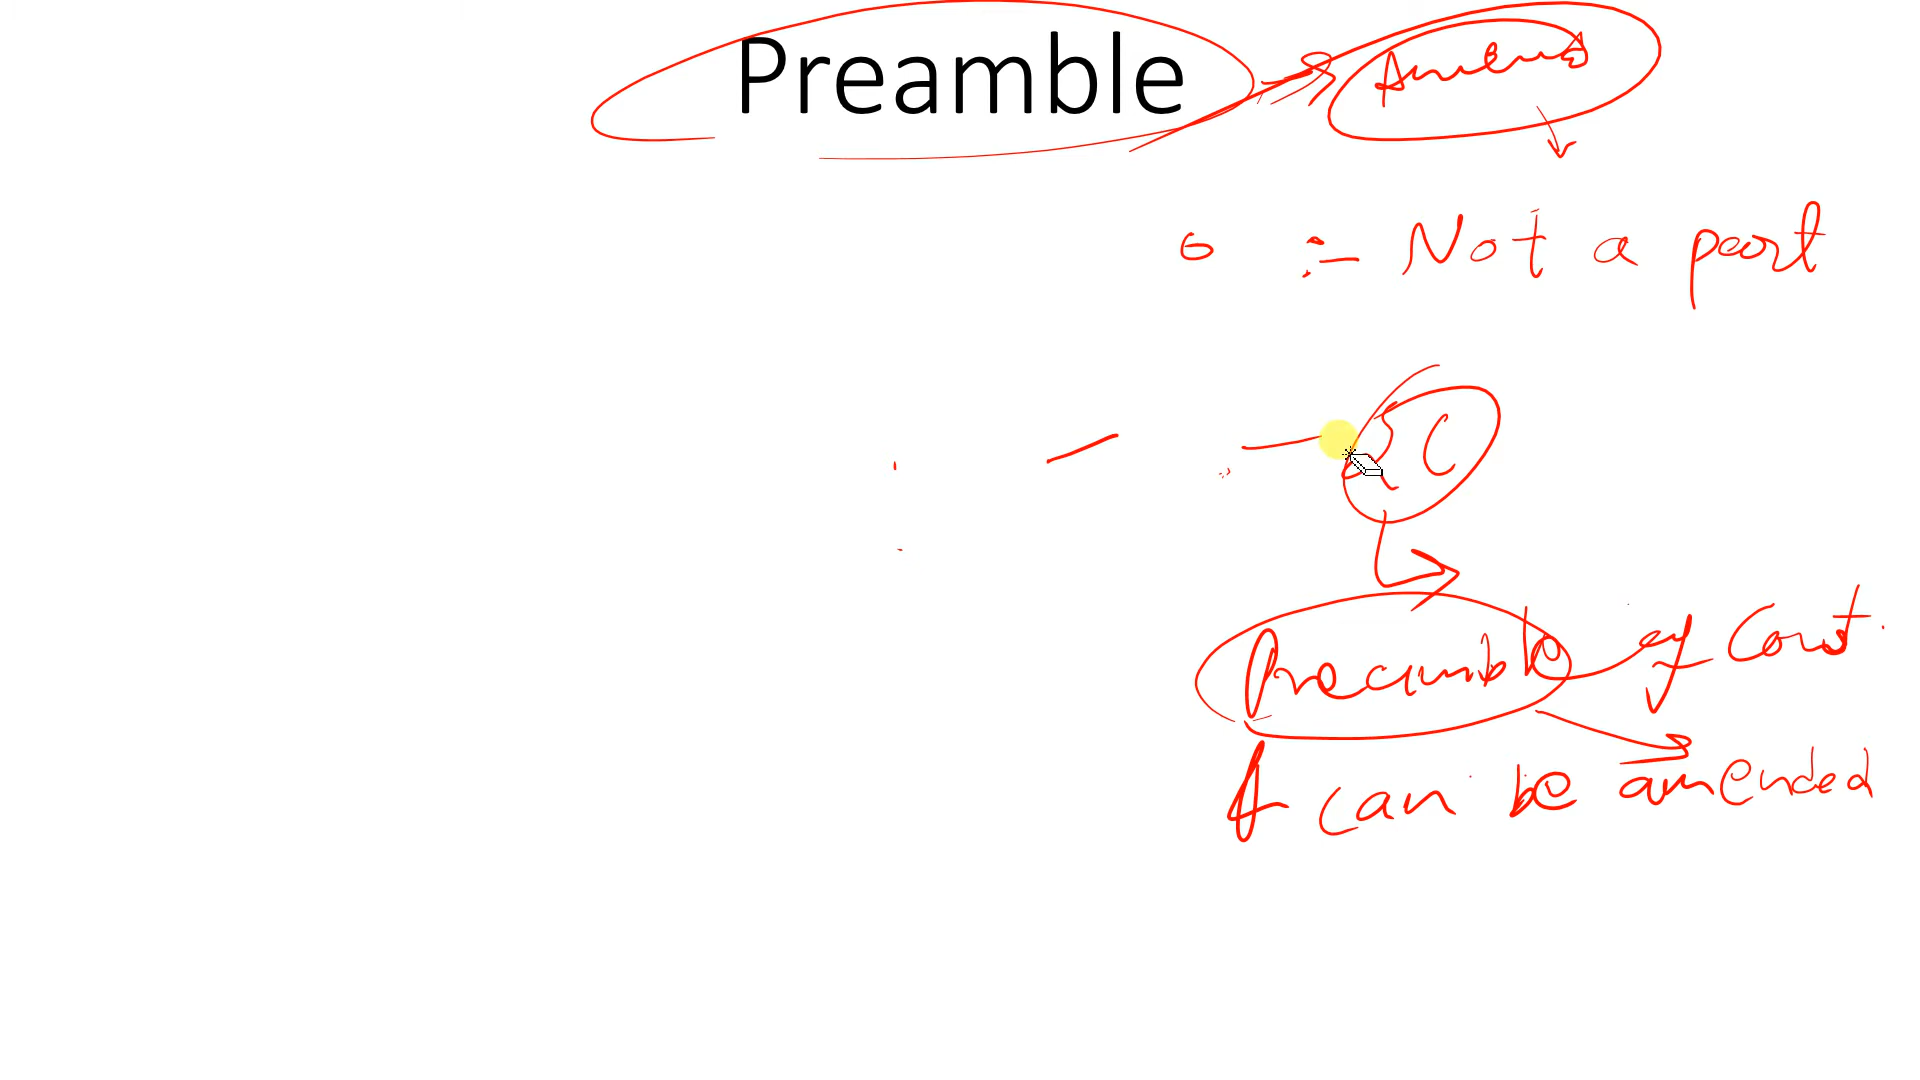 Preamble Amend
:- Not a part
SC
Preamble of Const.
& can be amended